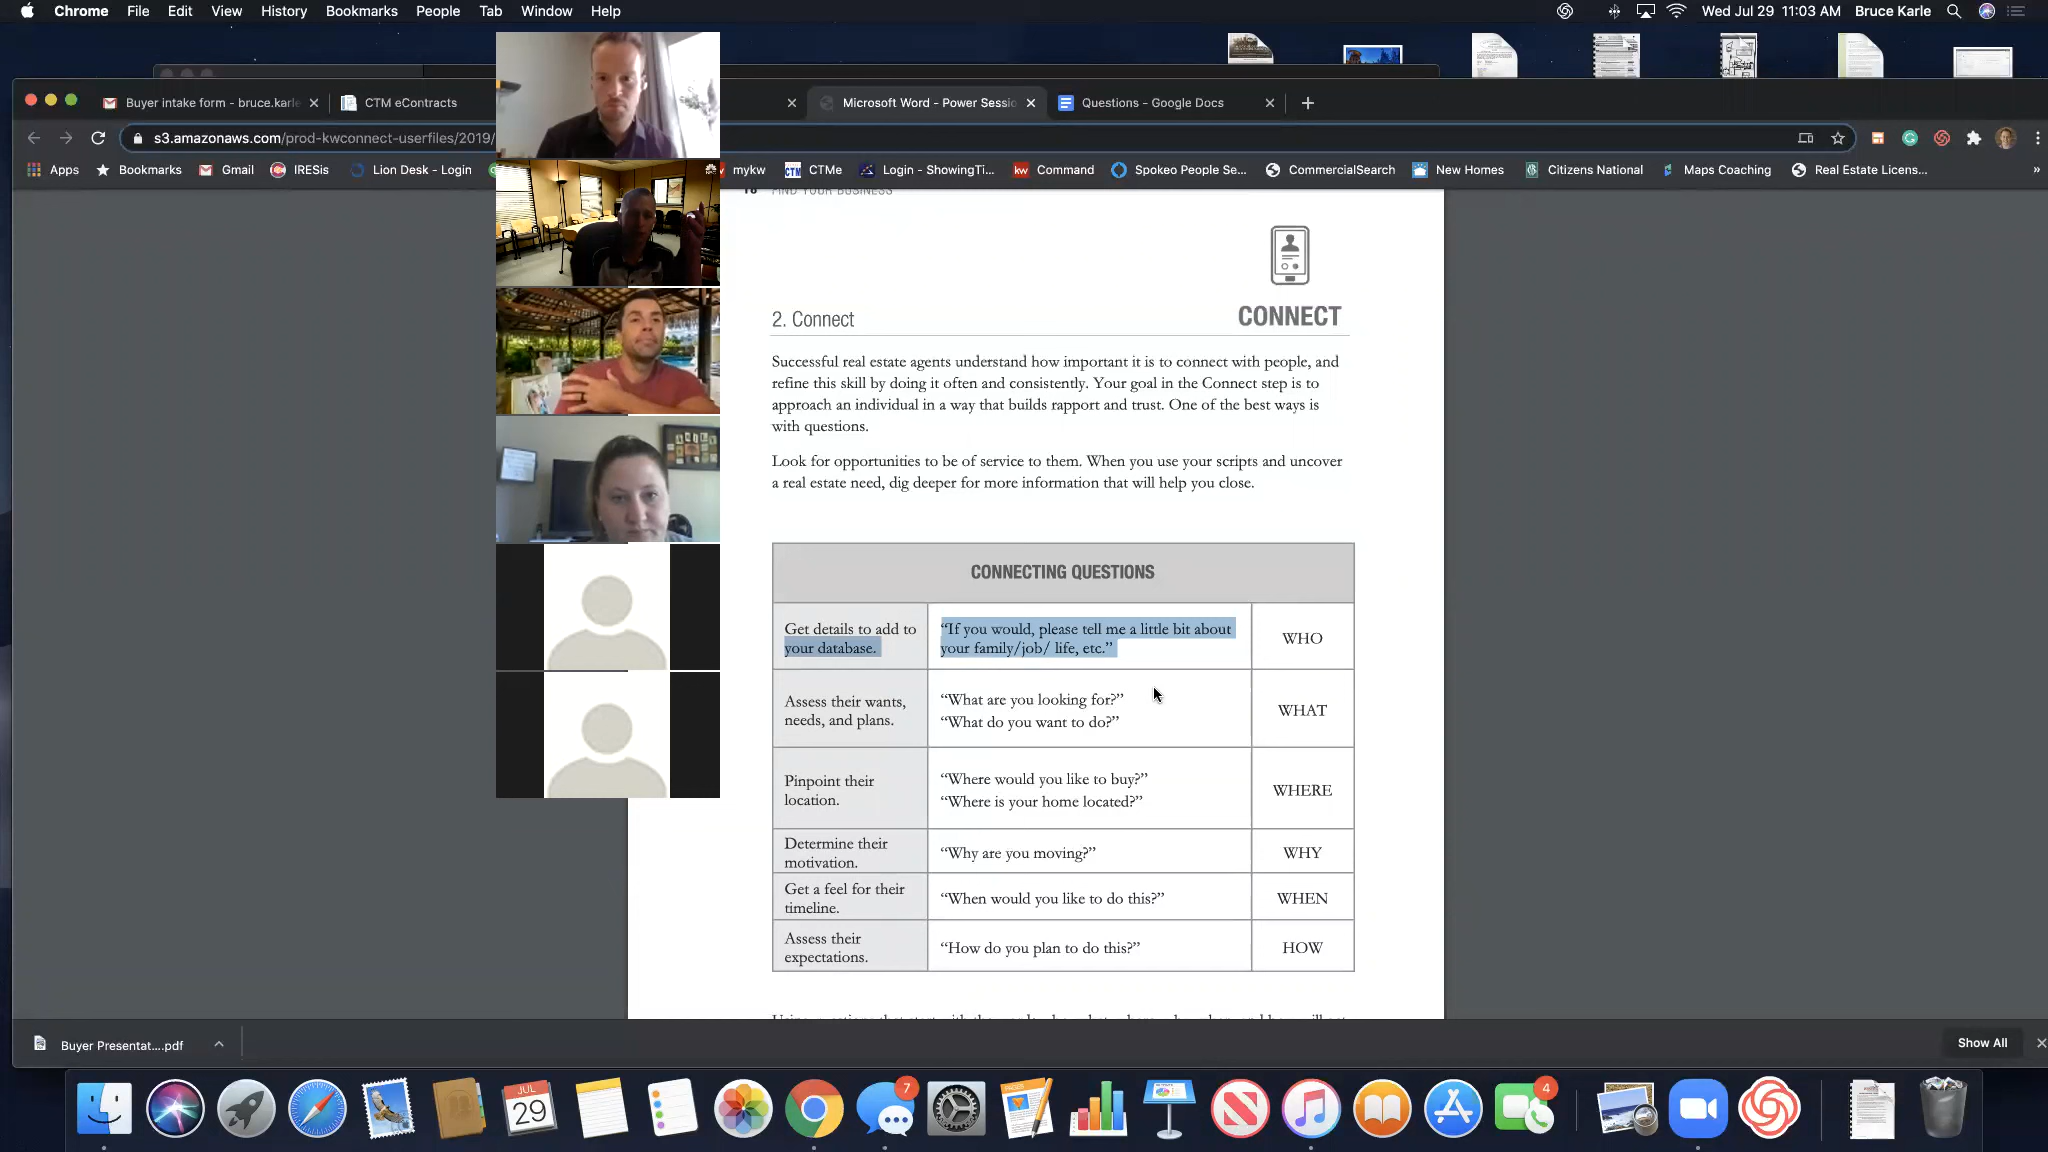 Chrome File Edit View History Bookmarks People Tab Window Help
Wed Jul 29 11:03 AM Bruce Karle
Buyer intake form - bruce.karle
CTM eContracts
Microsoft Word - Power Sessio
Questions - Google Docs
s3.amazonaws.com/prod-kwconnect-userfiles/2019/
Apps Bookmarks Gmail IRESis Lion Desk - Login mykw CTMe Login - ShowingTi... Command Spokeo People Se... CommercialSearch New Homes Citizens National Maps Coaching Real Estate Licens... »
FIND YOUR BUSINESS
2. Connect
CONNECT
Successful real estate agents understand how important it is to connect with people, and
refine this skill by doing it often and consistently. Your goal in the Connect step is to
approach an individual in a way that builds rapport and trust. One of the best ways is
with questions.
Look for opportunities to be of service to them. When you use your scripts and uncover
a real estate need, dig deeper for more information that will help you close.
CONNECTING QUESTIONS
Get details to add to
your database.
“If you would, please tell me a little bit about
your family/job/ life, etc.”
WHO
Assess their wants,
needs, and plans.
“What are you looking for?”
“What do you want to do?”
WHAT
Pinpoint their
location.
“Where would you like to buy?”
“Where is your home located?”
WHERE
Determine their
motivation.
“Why are you moving?”
WHY
Get a feel for their
timeline.
“When would you like to do this?”
WHEN
Assess their
expectations.
“How do you plan to do this?”
HOW
Buyer Presentat....pdf
Show All
JUL
29
7
4